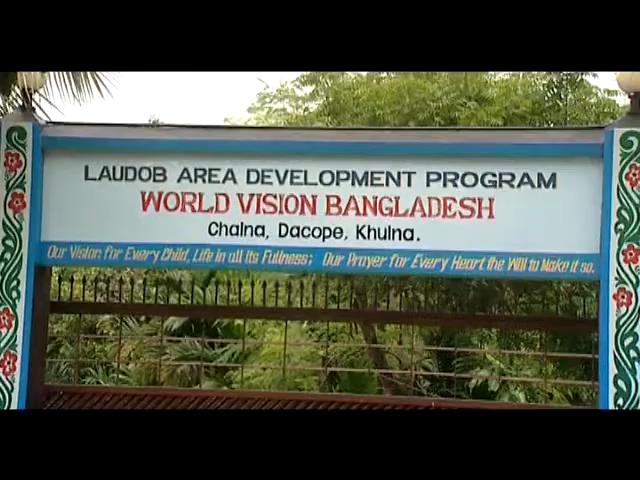 LAUDOB AREA DEVELOPMENT PROGRAM
WORLD VISION BANGLADESH
Chalna, Dacope, Khulna.
Our Vision for Every Child, Life in all its Fullness; Our Prayer for Every Heart the Will to Make it so.